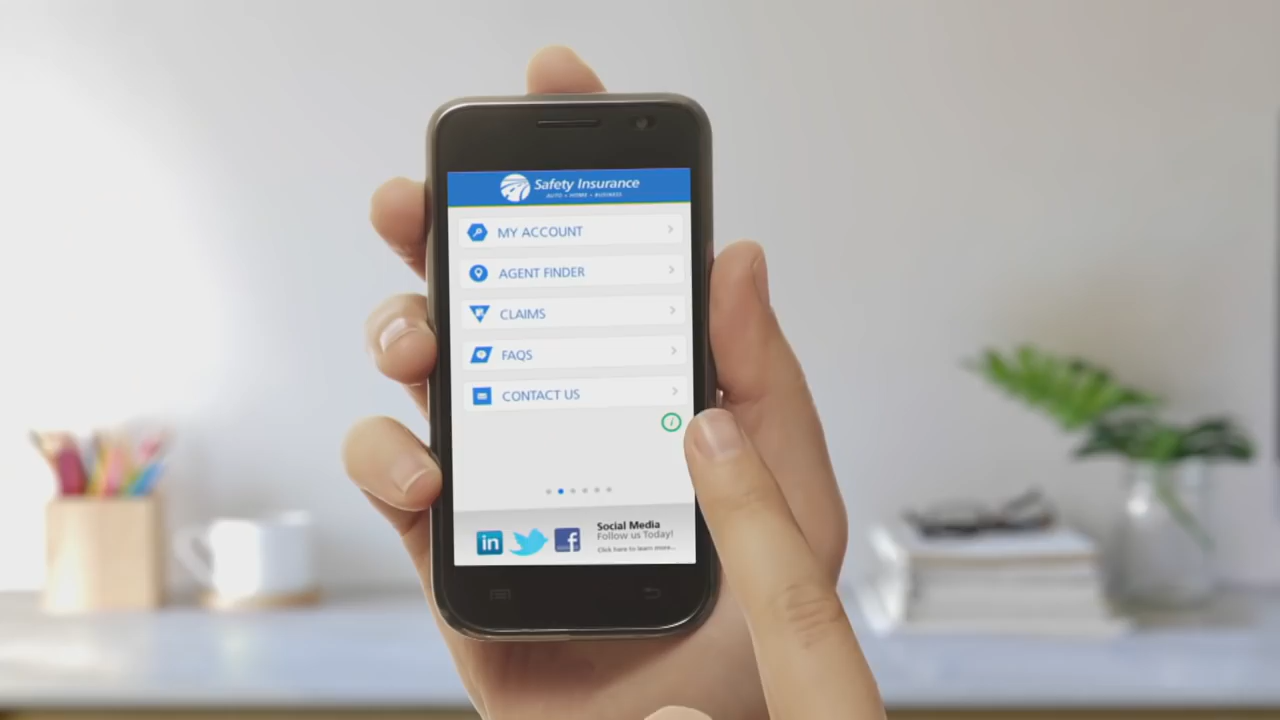 Safety Insurance
AUTO • HOME • BUSINESS
MY ACCOUNT
AGENT FINDER
CLAIMS
FAQS
CONTACT US
i
in
f
Social Media
Follow us Today!
Click here to learn more...